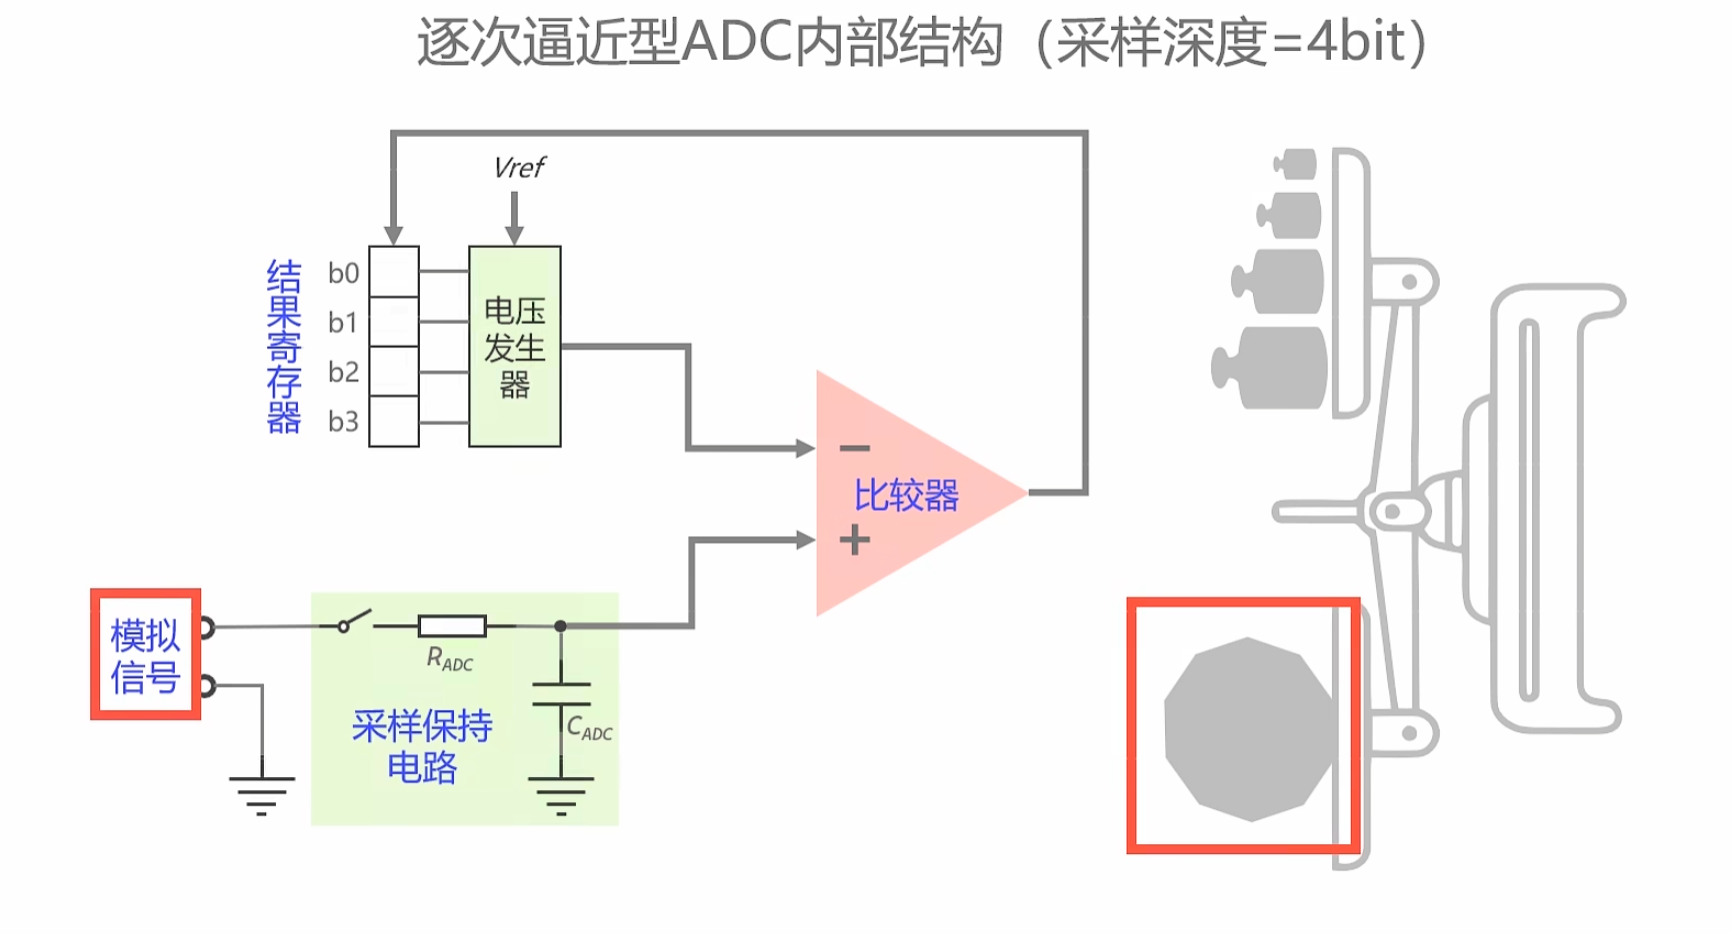 逐次逼近型ADC内部结构（采样深度=4bit）
Vref
结果寄存器
b0
b1
b2
b3
电压
发生
器
−
比较器
+
模拟
信号
RADC
采样保持
电路
CADC